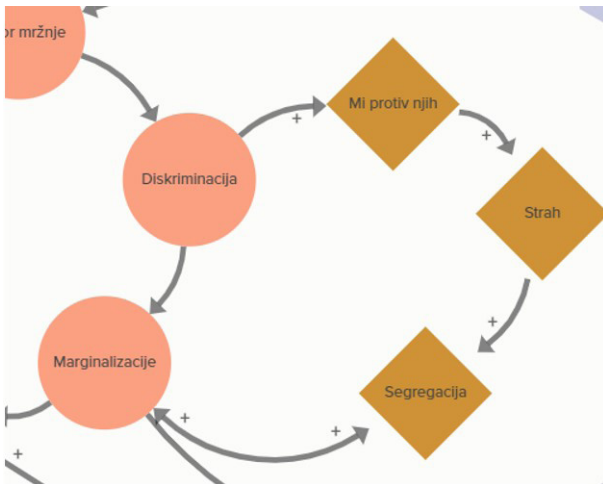 or mržnje
Mi protiv njih
+
+
Diskriminacija
Strah
+
Marginalizacije
Segregacija
+
+
+